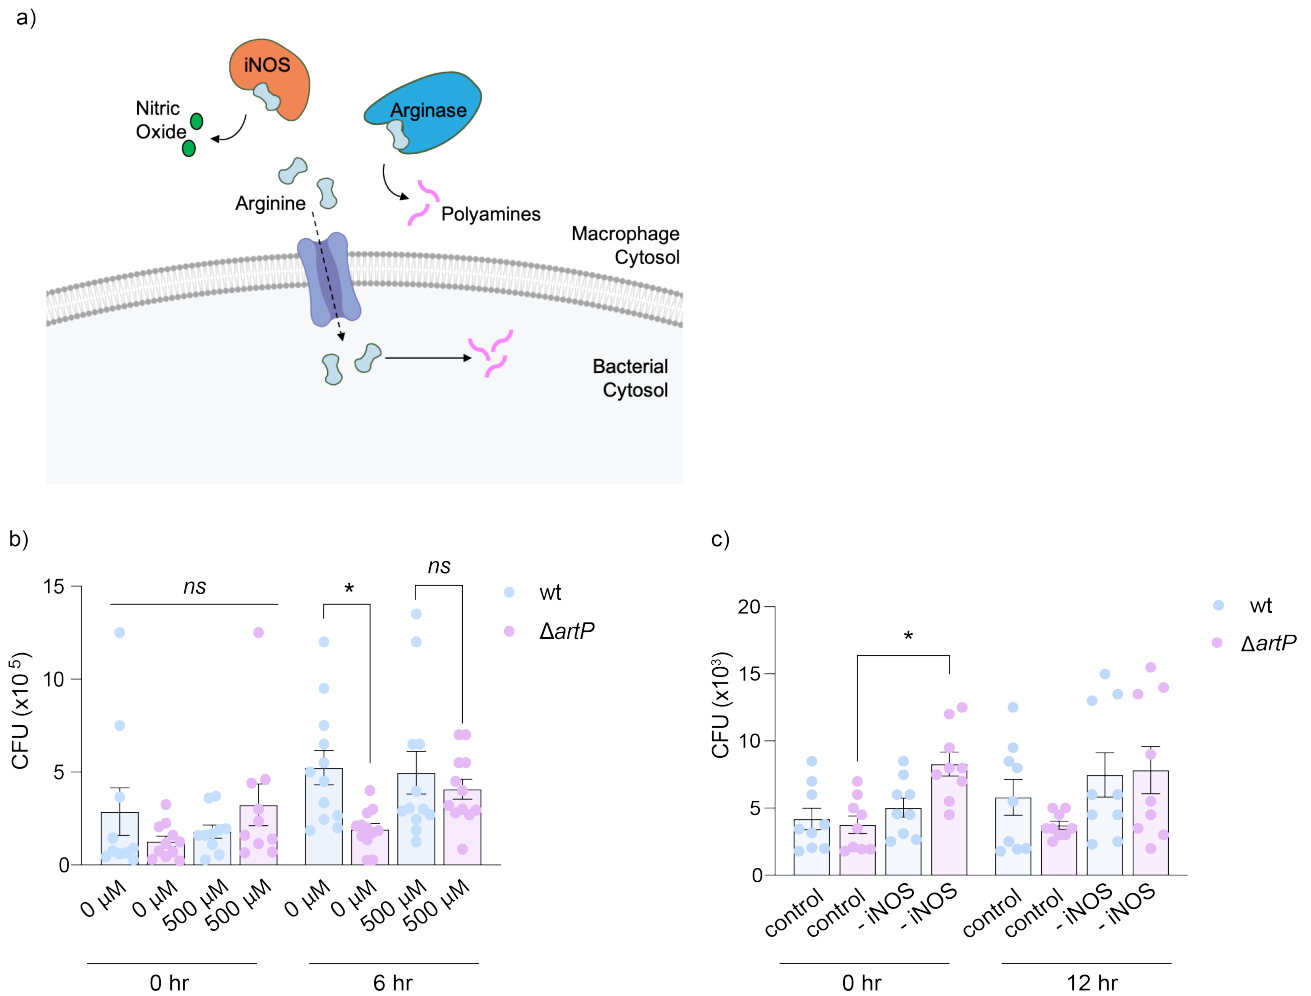 a)
iNOS
Nitric
Oxide
Arginase
Arginine
Polyamines
Macrophage
Cytosol
Bacterial
Cytosol
b)
CFU (x10 5)
15
10
5
0
ns
*
ns
wt
ΔartP
0 µM
0 µM
500 µM
500 µM
0 µM
0 µM
500 µM
500 µM
0 hr
6 hr
c)
CFU (x103)
20
15
10
5
0
*
wt
ΔartP
control
control
- iNOS
- iNOS
control
control
- iNOS
- iNOS
0 hr
12 hr